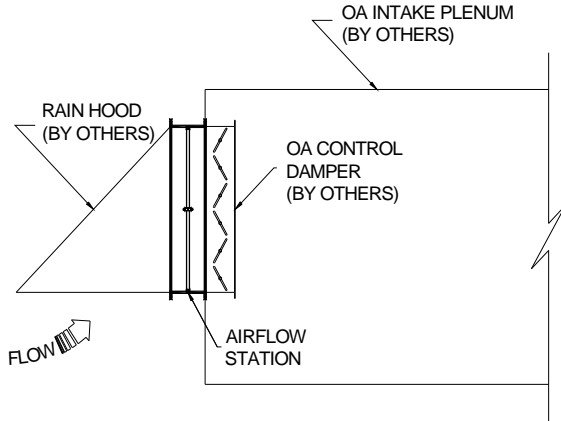 OA INTAKE PLENUM
(BY OTHERS)
RAIN HOOD
(BY OTHERS)
OA CONTROL
DAMPER
(BY OTHERS)
AIRFLOW
STATION
FLOW